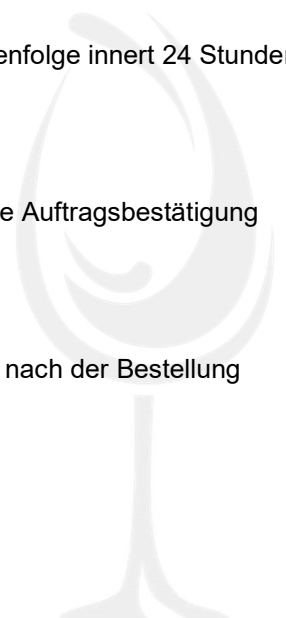 enfolge innert 24 Stunden
e Auftragsbestätigung
nach der Bestellung